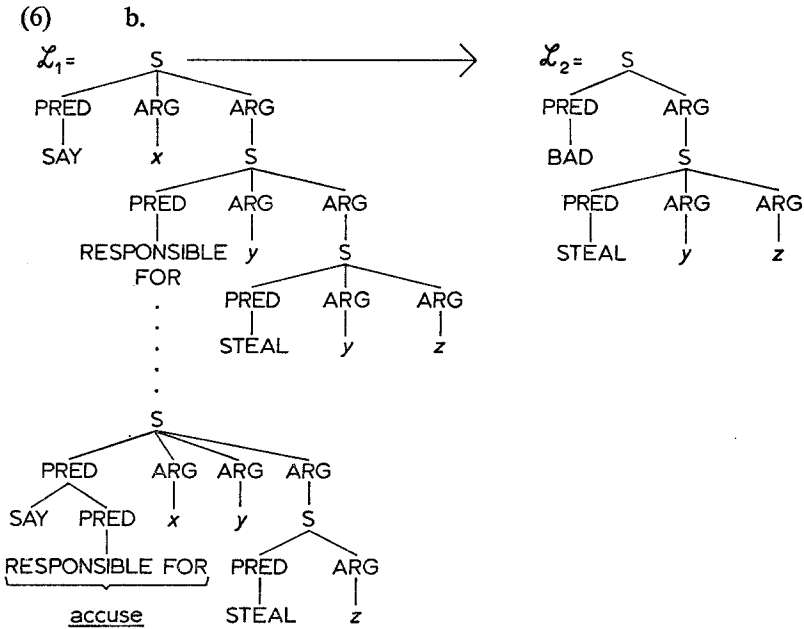 (6) b.
ℒ₁= S ℒ₂= S
PRED ARG ARG PRED ARG
SAY x S BAD S
PRED ARG ARG PRED ARG ARG
RESPONSIBLE y S STEAL y z
FOR
PRED ARG ARG
STEAL y z
S
PRED ARG ARG ARG
SAY PRED x y S
RESPONSIBLE FOR PRED ARG
accuse STEAL z